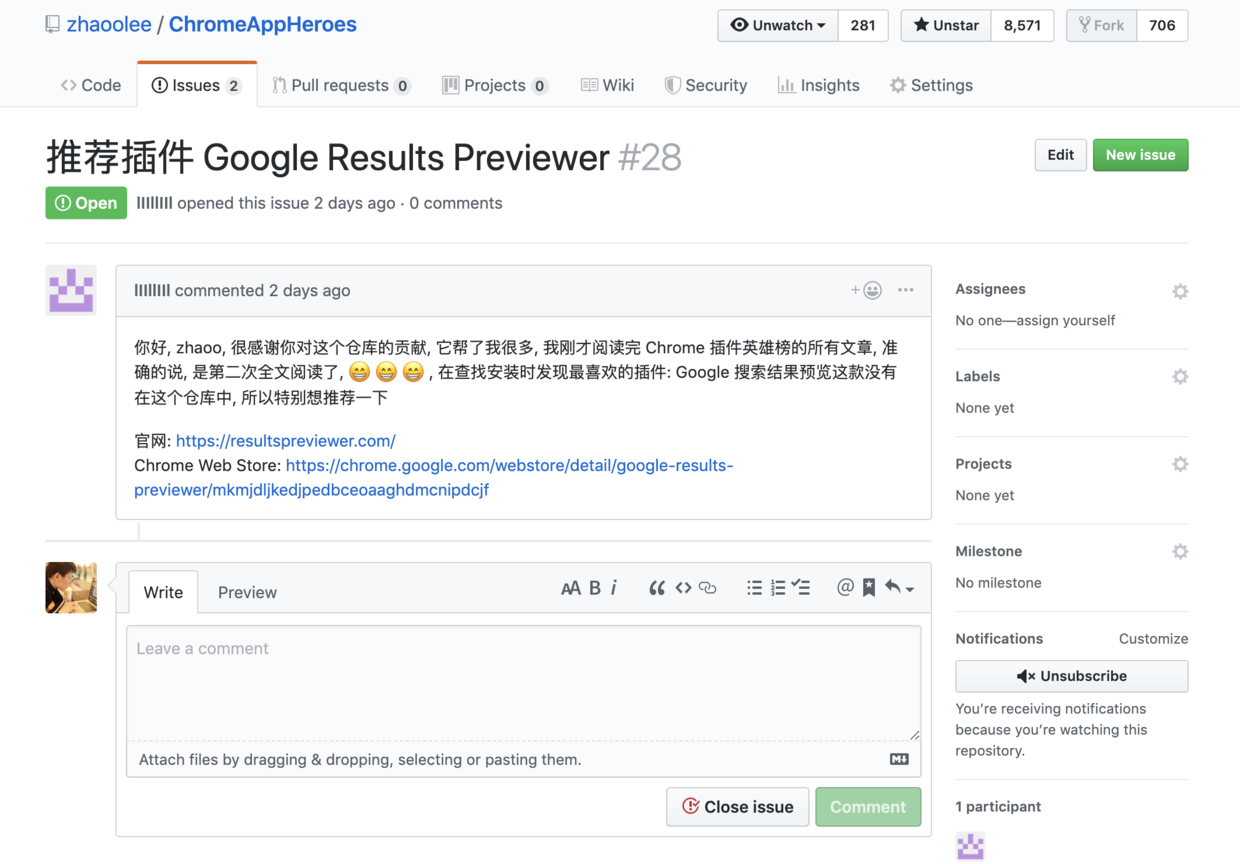 zhaoolee / ChromeAppHeroes
Unwatch 281 Unstar 8,571 Fork 706
Code Issues 2 Pull requests 0 Projects 0 Wiki Security Insights Settings
推荐插件 Google Results Previewer #28
Edit New issue
Open llllllll opened this issue 2 days ago · 0 comments
llllllll commented 2 days ago
你好, zhaoo, 很感谢你对这个仓库的贡献, 它帮了我很多, 我刚才阅读完 Chrome 插件英雄榜的所有文章, 准
确的说, 是第二次全文阅读了, 😁 😁 😁 , 在查找安装时发现最喜欢的插件: Google 搜索结果预览这款没有
在这个仓库中, 所以特别想推荐一下
官网: https://resultspreviewer.com/
Chrome Web Store: https://chrome.google.com/webstore/detail/google-results-
previewer/mkmjdljkedjpedbceoaaghdmcnipdcjf
Write Preview
Leave a comment
Attach files by dragging & dropping, selecting or pasting them.
Close issue Comment
Assignees
No one—assign yourself
Labels
None yet
Projects
None yet
Milestone
No milestone
Notifications Customize
Unsubscribe
You're receiving notifications
because you're watching this
repository.
1 participant